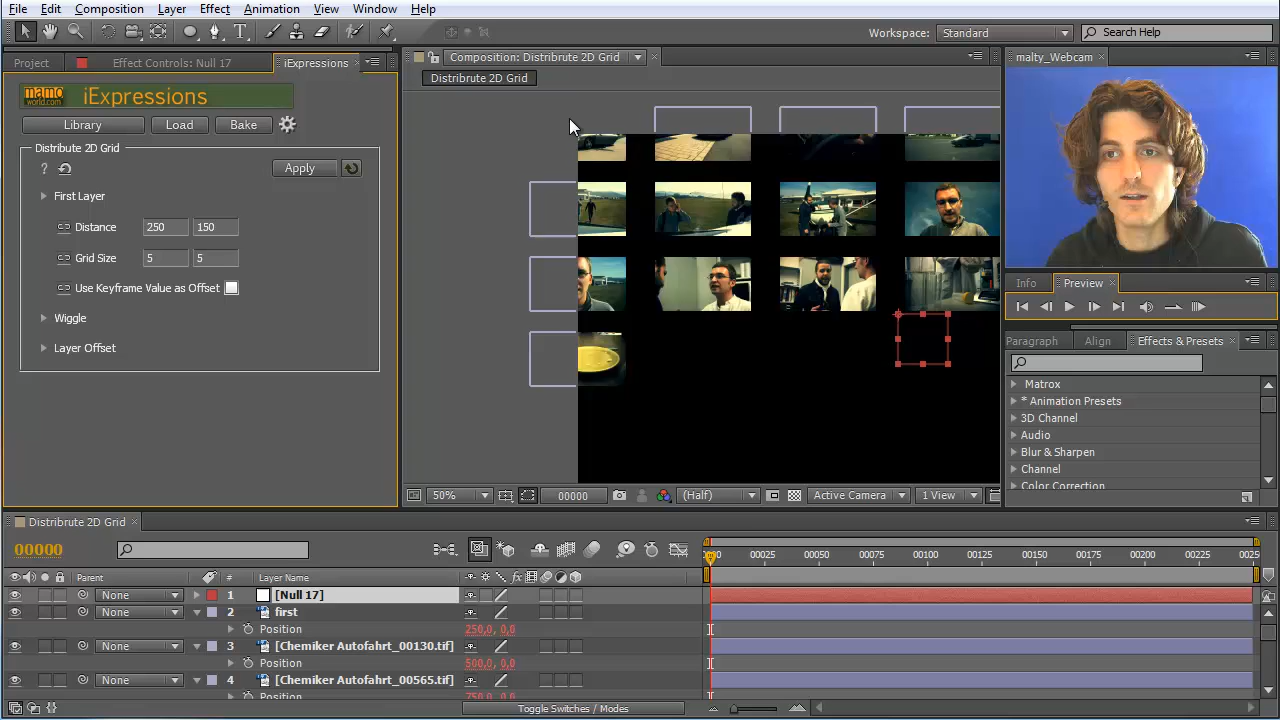 File Edit Composition Layer Effect Animation View Window Help
Workspace: Standard Search Help
Project Effect Controls: Null 17 iExpressions
Composition: Distribrute 2D Grid
malty_Webcam
Distribrute 2D Grid
mamo world.com iExpressions
Library Load Bake
Distribute 2D Grid
? Apply
First Layer
Distance 250 150
Grid Size 5 5
Use Keyframe Value as Offset
Wiggle
Layer Offset
Info Preview
Paragraph Align Effects & Presets
Matrox
* Animation Presets
3D Channel
Audio
Blur & Sharpen
Channel
Color Correction
50% 00000 (Half) Active Camera 1 View
Distribrute 2D Grid
00000
00025 00050 00075 00100 00125 00150 00175 00200 00225 0025
Parent # Layer Name
None 1 [Null 17]
None 2 first
Position 250,0, 0,0
None 3 [Chemiker Autofahrt_00130.tif]
Position 500,0, 0,0
None 4 [Chemiker Autofahrt_00565.tif]
Position 750,0, 0,0
Toggle Switches / Modes